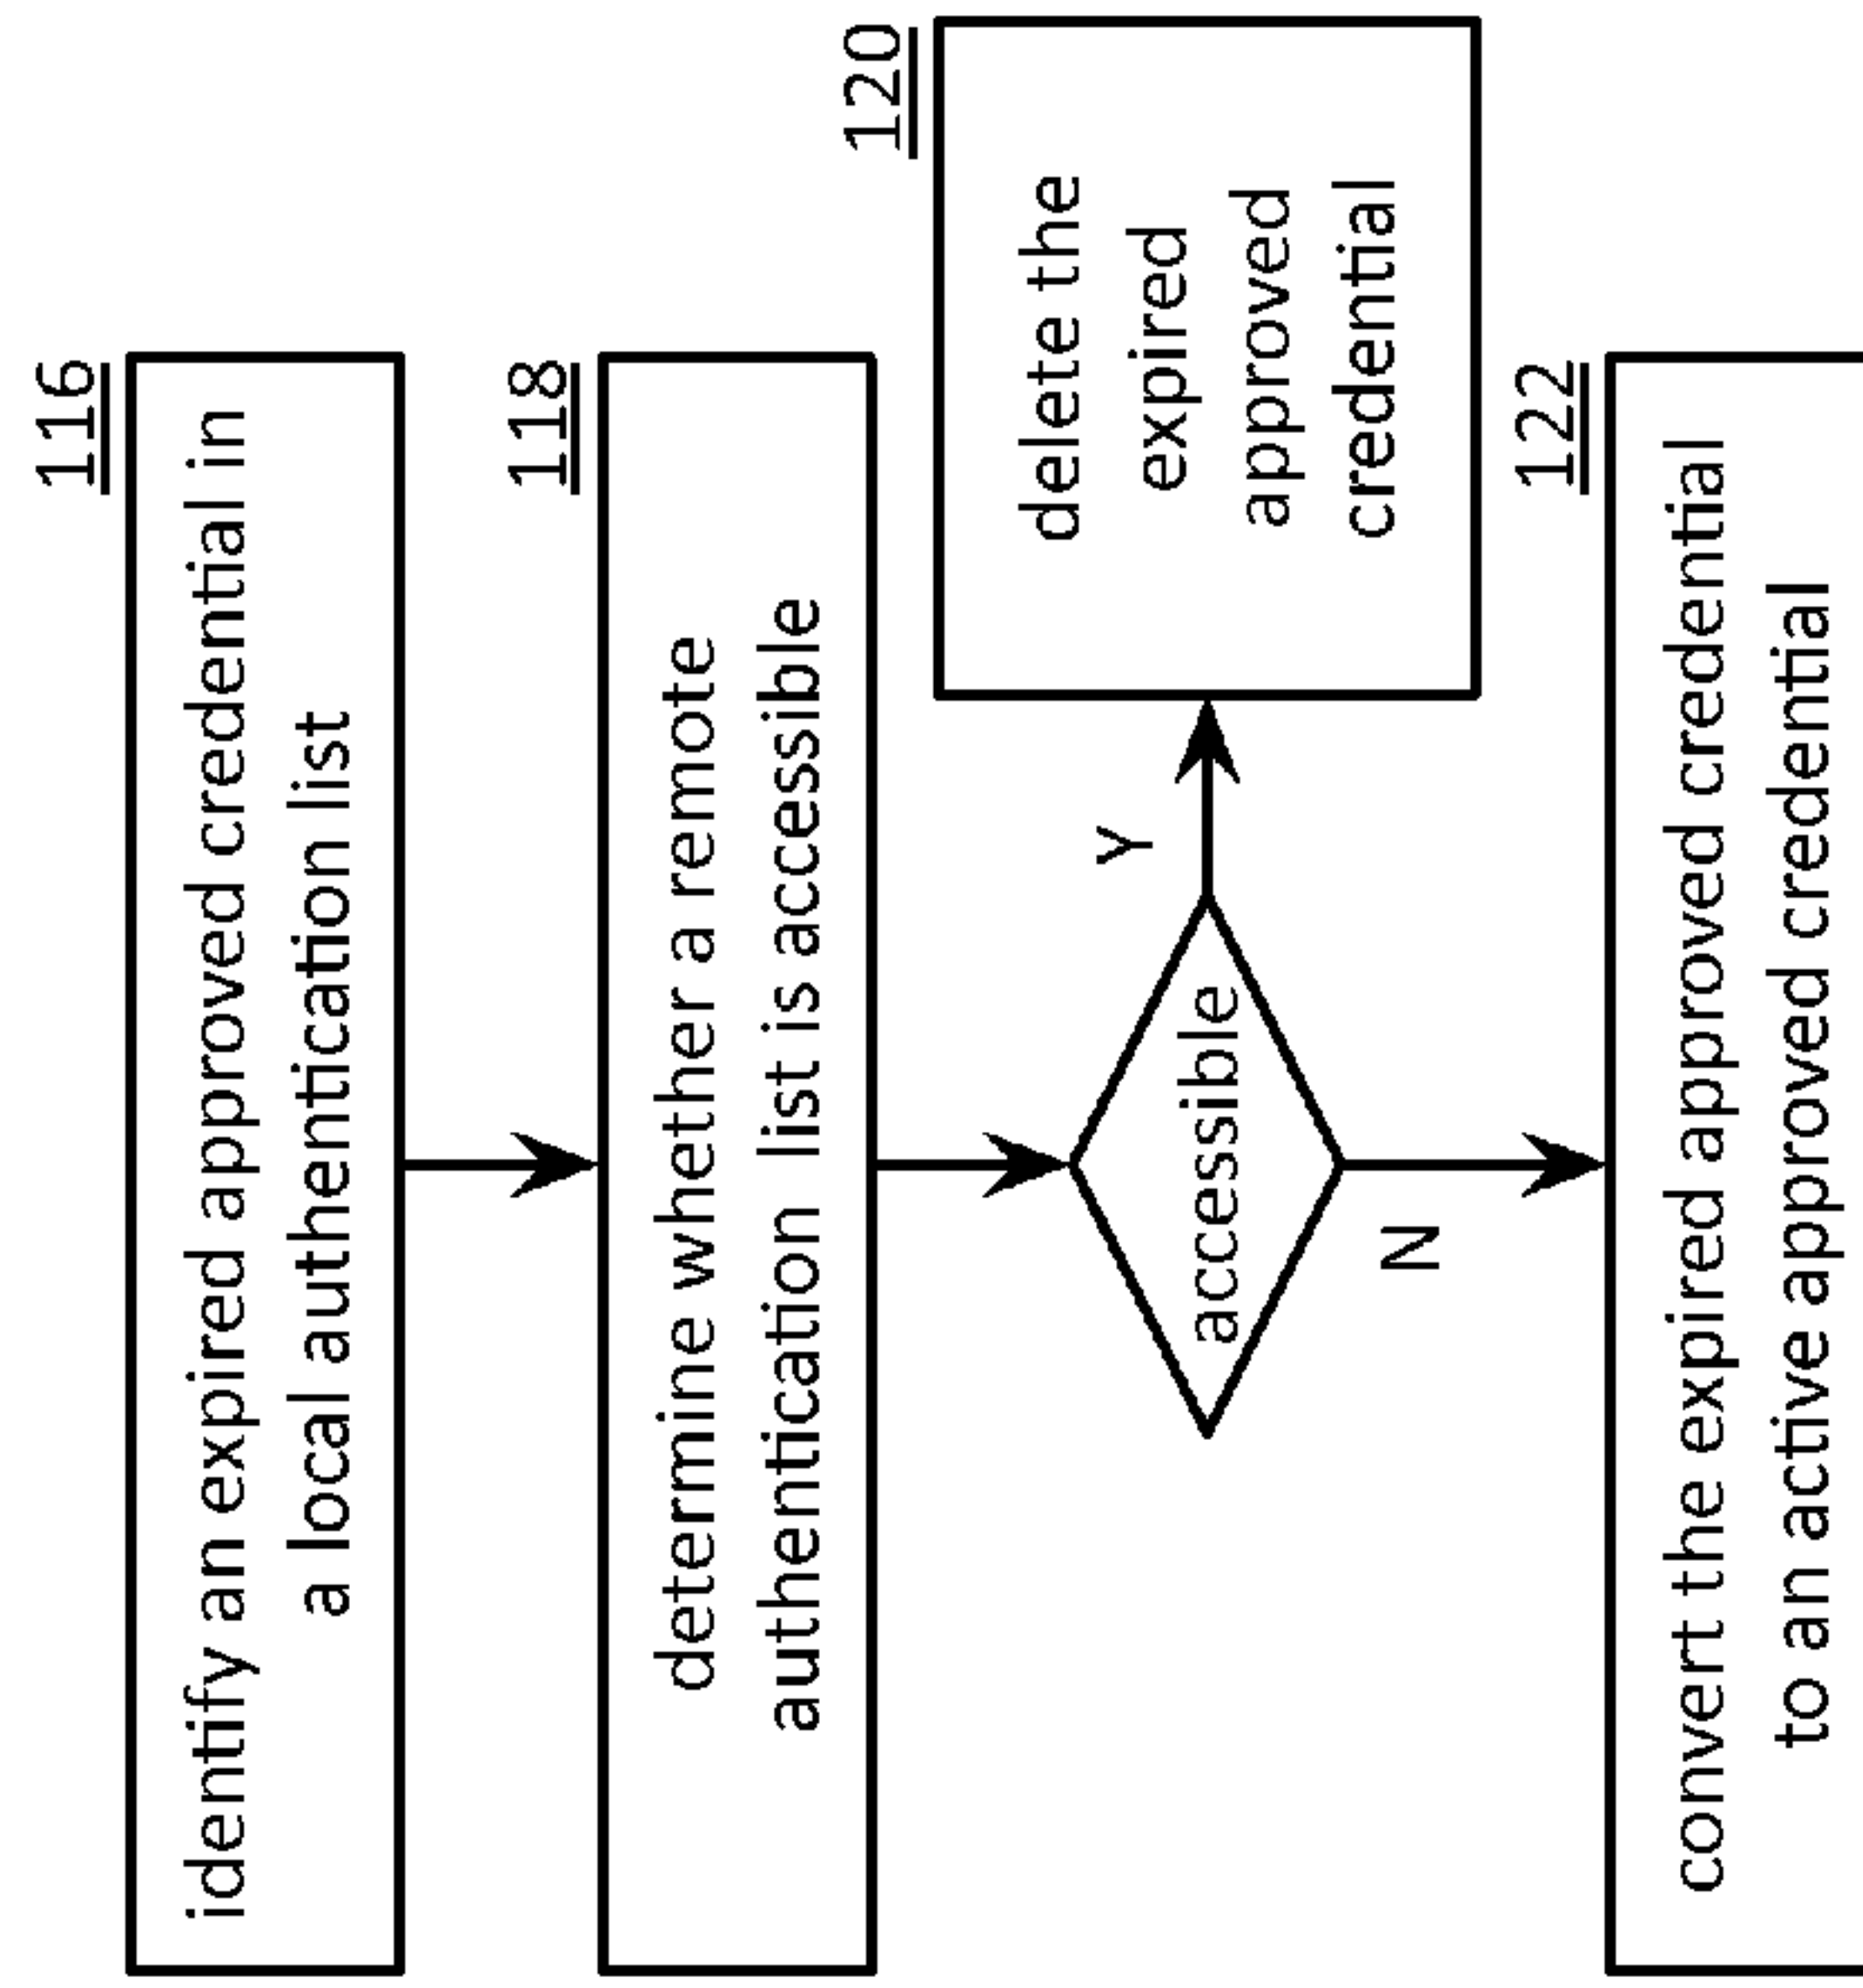 116
identify an expired approved credential in
a local authentication list
118
determine whether a remote
authentication list is accessible
accessible
Y
120
delete the
expired
approved
credential
N
122
convert the expired approved credential
to an active approved credential